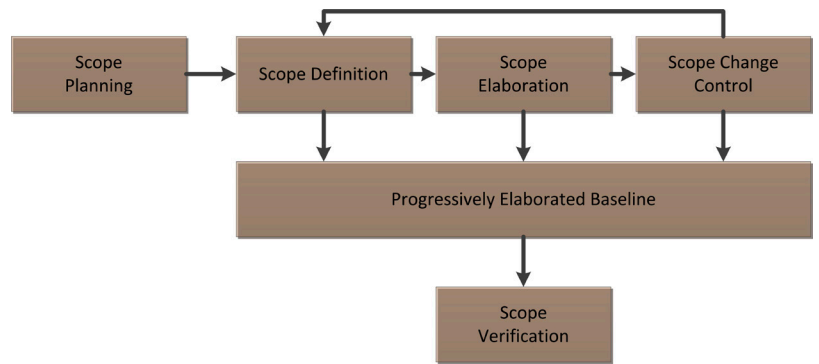 Scope
Planning
Scope Definition
Scope
Elaboration
Scope Change
Control
Progressively Elaborated Baseline
Scope
Verification